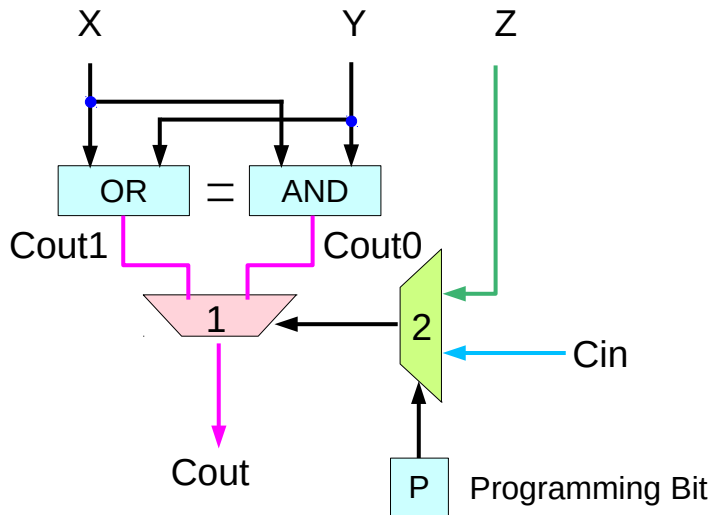 X Y Z
OR = AND
Cout1 Cout0
1 2
Cin
Cout
P Programming Bit